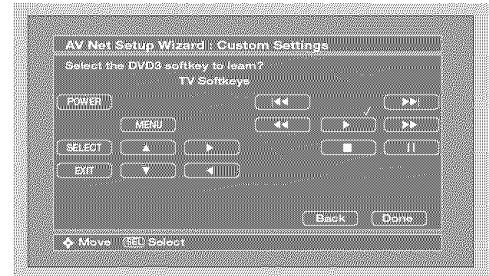 AV Net Setup Wizard : Custom Settings
Select the DVD3 softkey to learn?
TV Softkeys
POWER
MENU
SELECT
EXIT
Back Done
Move SEL Select